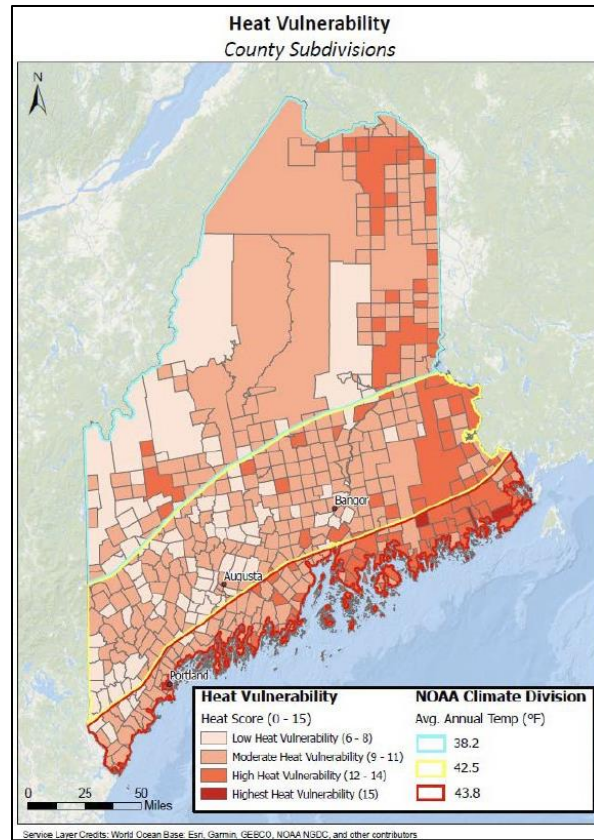 Heat Vulnerability
County Subdivisions
N
Bangor
Augusta
Portland
Heat Vulnerability
Heat Score (0 - 15)
Low Heat Vulnerability (6 - 8)
Moderate Heat Vulnerability (9 - 11)
High Heat Vulnerability (12 - 14)
Highest Heat Vulnerability (15)
NOAA Climate Division
Avg. Annual Temp (°F)
38.2
42.5
43.8
0 25 50
Miles
Service Layer Credits: World Ocean Base: Esri, Garmin, GEBCO, NOAA NGDC, and other contributors